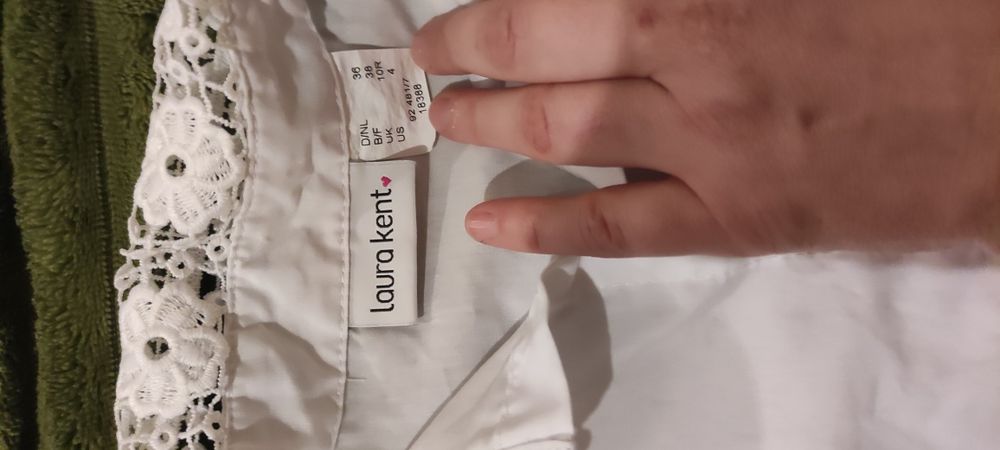 D/NL 36
B/F 38
UK 10R
US 4
92 481/7
18388
laura kent